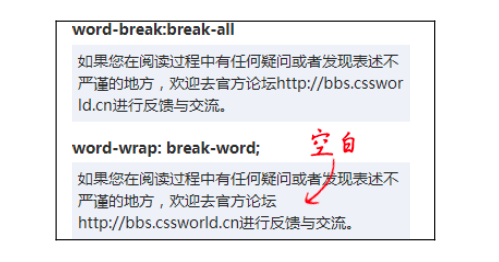 word-break:break-all
如果您在阅读过程中有任何疑问或者发现表述不
严谨的地方，欢迎去官方论坛http://bbs.csswor
ld.cn进行反馈与交流。
word-wrap: break-word;
空白
如果您在阅读过程中有任何疑问或者发现表述不
严谨的地方，欢迎去官方论坛
http://bbs.cssworld.cn进行反馈与交流。